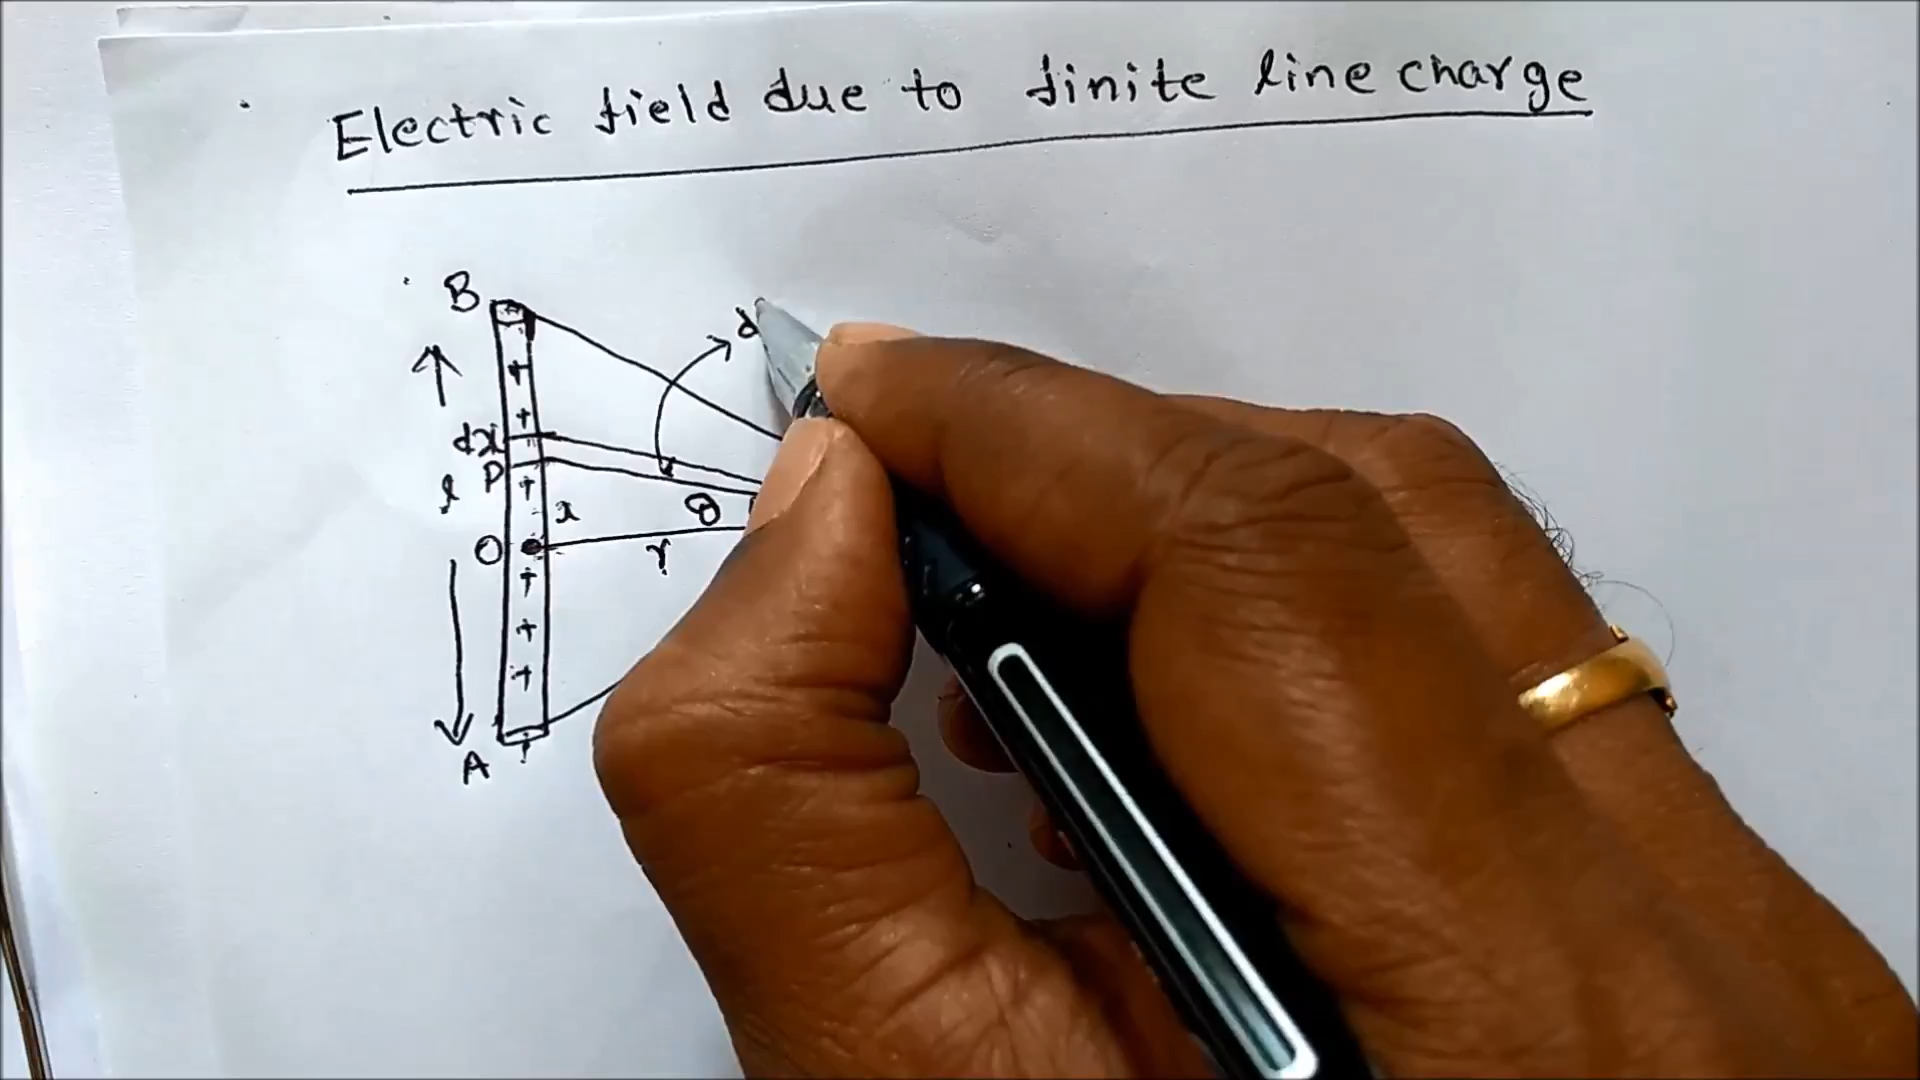 Electric field due to finite line charge
B
d
+
+
dx
P
l
+
x
θ
O
r
+
+
+
+
A